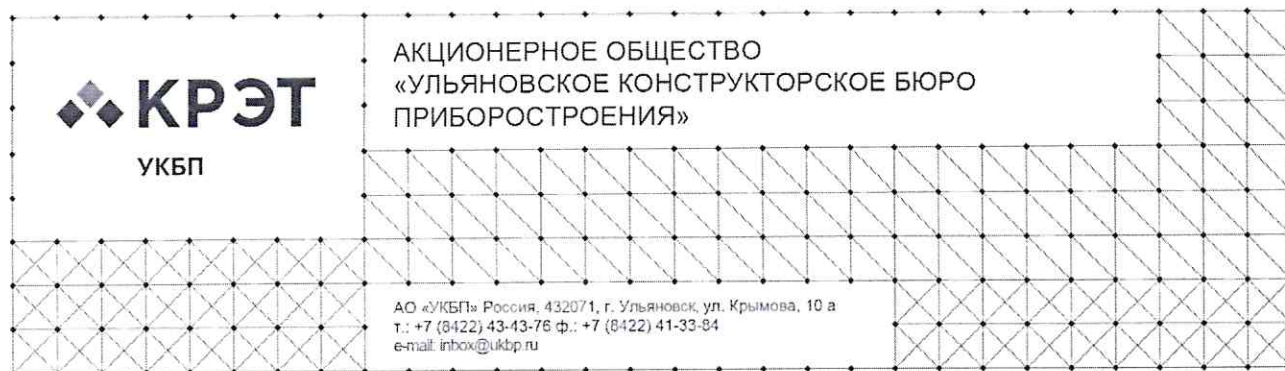 КРЭТ
УКБП
АКЦИОНЕРНОЕ ОБЩЕСТВО
«УЛЬЯНОВСКОЕ КОНСТРУКТОРСКОЕ БЮРО
ПРИБОРОСТРОЕНИЯ»
АО «УКБП» Россия, 432071, г. Ульяновск, ул. Крымова, 10 а
т.: +7 (8422) 43-43-76 ф.: +7 (8422) 41-33-84
e-mail: inbox@ukbp.ru